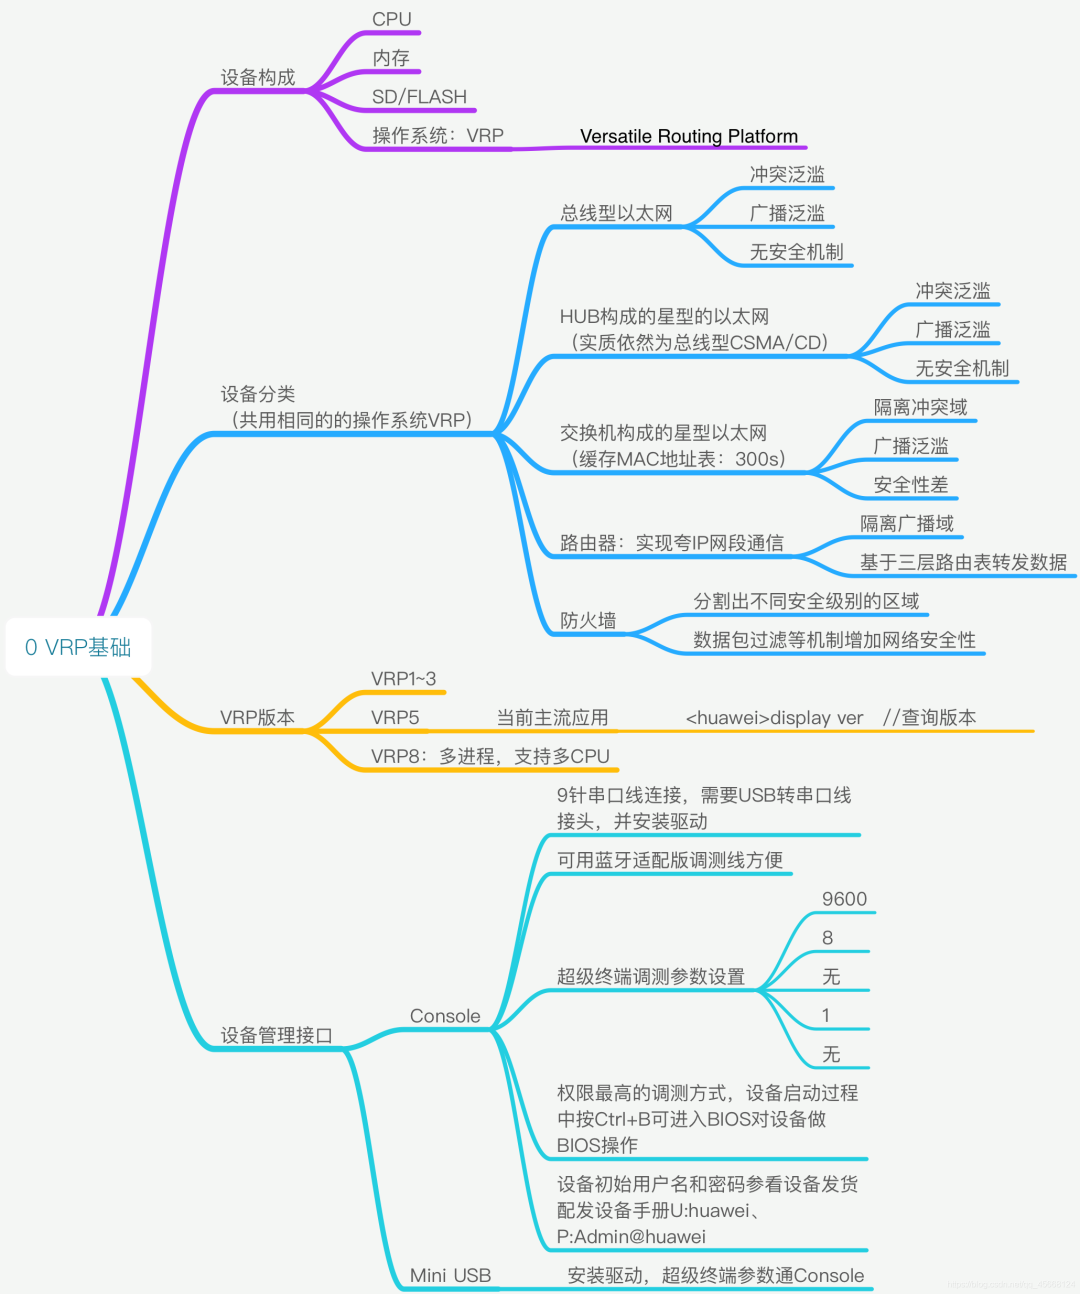 CPU
内存
设备构成
SD/FLASH
操作系统：VRP
Versatile Routing Platform
冲突泛滥
总线型以太网
广播泛滥
无安全机制
HUB构成的星型的以太网
（实质依然为总线型CSMA/CD）
冲突泛滥
广播泛滥
无安全机制
设备分类
（共用相同的的操作系统VRP）
交换机构成的星型以太网
（缓存MAC地址表：300s）
隔离冲突域
广播泛滥
安全性差
路由器：实现夸IP网段通信
隔离广播域
基于三层路由表转发数据
防火墙
分割出不同安全级别的区域
数据包过滤等机制增加网络安全性
0 VRP基础
VRP版本
VRP1~3
VRP5
当前主流应用
<huawei>display ver //查询版本
VRP8：多进程，支持多CPU
设备管理接口
Console
9针串口线连接，需要USB转串口线
接头，并安装驱动
可用蓝牙适配版调测线方便
超级终端调测参数设置
9600
8
无
1
无
权限最高的调测方式，设备启动过程
中按Ctrl+B可进入BIOS对设备做
BIOS操作
设备初始用户名和密码参看设备发货
配发设备手册U:huawei、
P:Admin@huawei
Mini USB
安装驱动，超级终端参数通Console